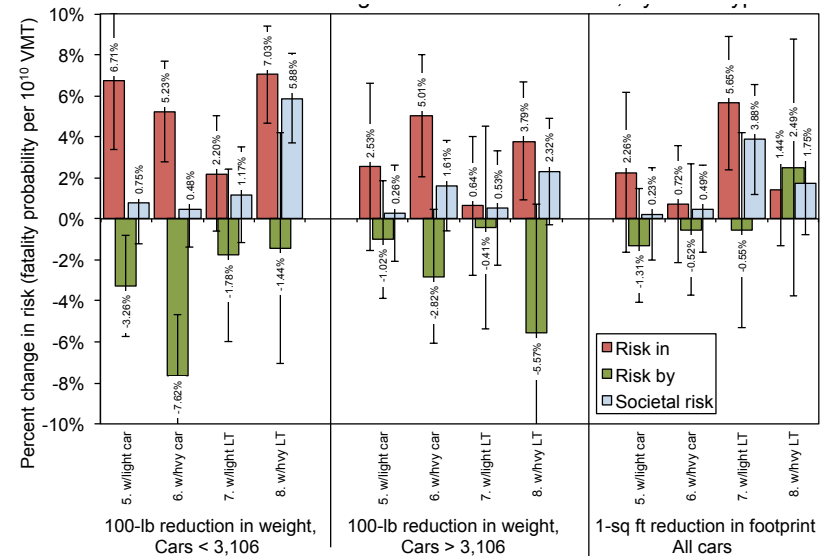 Percent change in risk (fatality probability per 10¹⁰ VMT)
10%
8%
6%
4%
2%
0%
-2%
-4%
-6%
-8%
-10%
6.71%
-3.26%
0.75%
5.23%
-7.62%
0.48%
2.20%
-1.78%
1.17%
7.03%
-1.44%
5.88%
2.53%
-1.02%
0.26%
5.01%
-2.82%
1.61%
0.64%
-0.41%
0.53%
3.79%
-5.57%
2.32%
2.26%
-1.31%
0.23%
0.72%
-0.52%
0.49%
5.65%
-0.55%
3.88%
1.44%
2.49%
1.75%
Risk in
Risk by
Societal risk
5. w/light car
6. w/hvy car
7. w/light LT
8. w/hvy LT
5. w/light car
6. w/hvy car
7. w/light LT
8. w/hvy LT
5. w/light car
6. w/hvy car
7. w/light LT
8. w/hvy LT
100-lb reduction in weight,
Cars < 3,106
100-lb reduction in weight,
Cars > 3,106
1-sq ft reduction in footprint
All cars